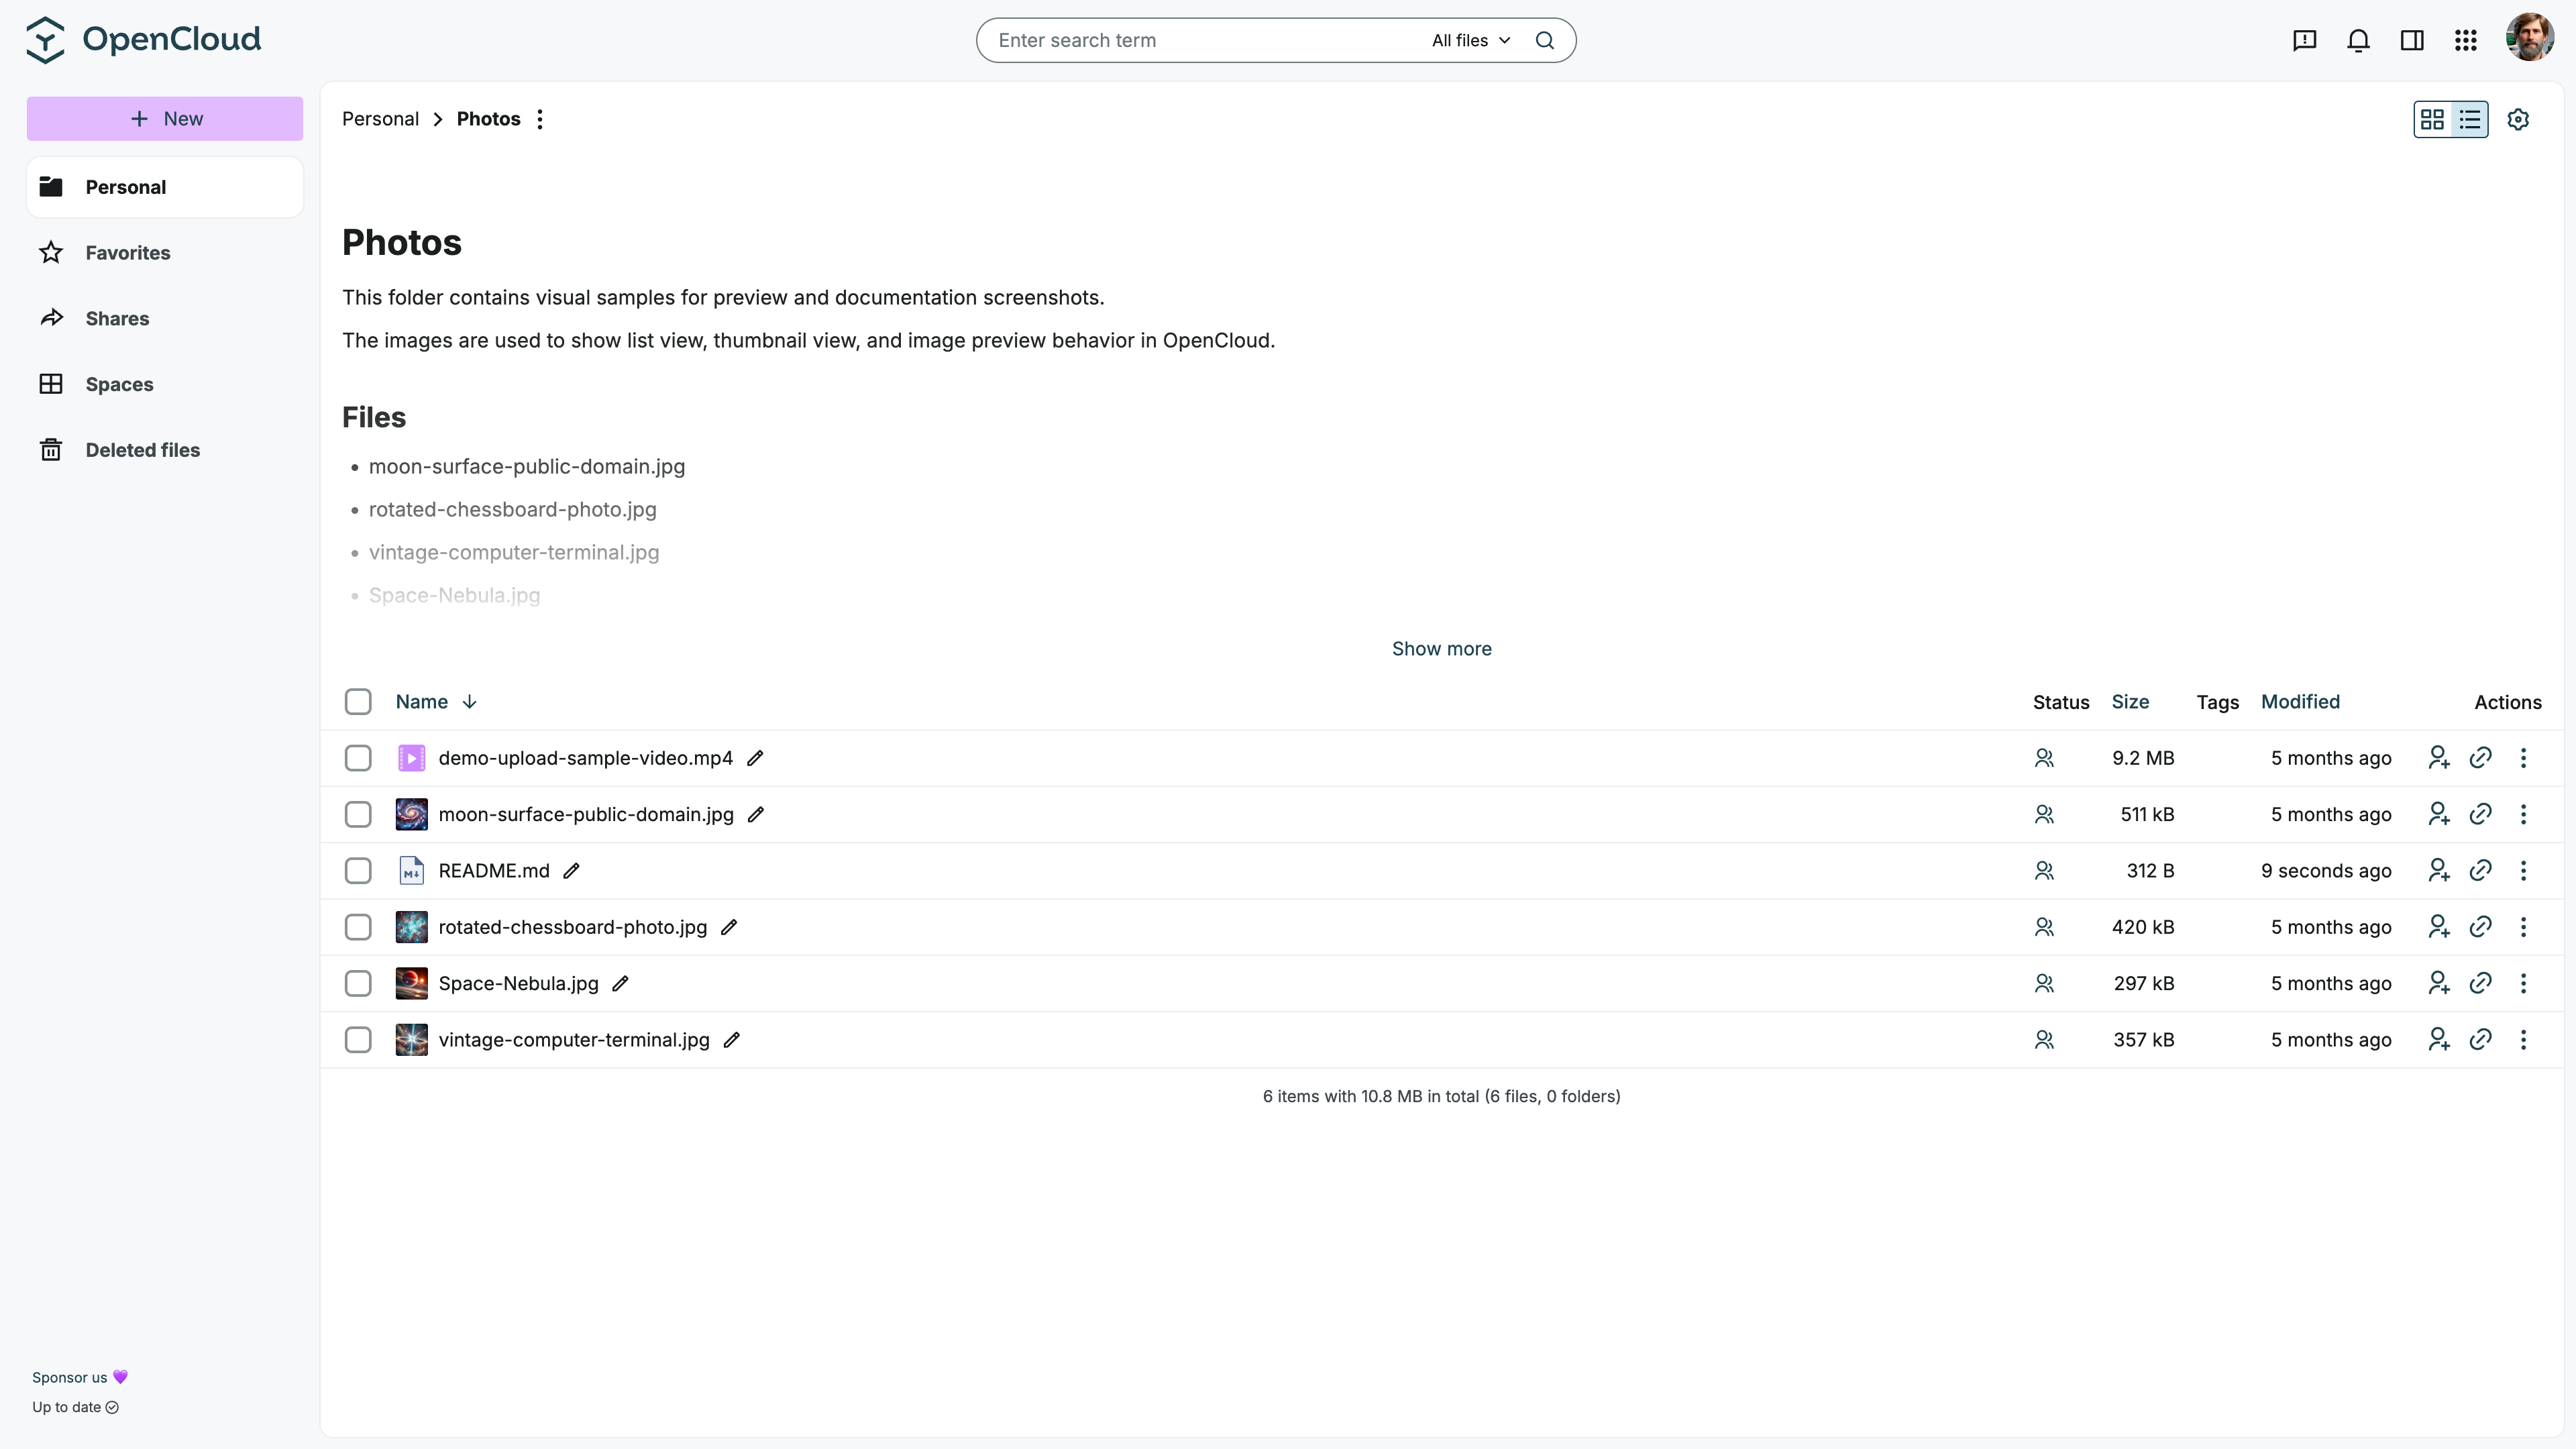 OpenCloud
Enter search term
All files
New
Personal
Favorites
Shares
Spaces
Deleted files
Sponsor us 💜
Up to date
Personal > Photos
Photos
This folder contains visual samples for preview and documentation screenshots.
The images are used to show list view, thumbnail view, and image preview behavior in OpenCloud.
Files
• moon-surface-public-domain.jpg
• rotated-chessboard-photo.jpg
• vintage-computer-terminal.jpg
• Space-Nebula.jpg
Show more
Name Status Size Tags Modified Actions
demo-upload-sample-video.mp4 9.2 MB 5 months ago
moon-surface-public-domain.jpg 511 kB 5 months ago
M↓ README.md 312 B 9 seconds ago
rotated-chessboard-photo.jpg 420 kB 5 months ago
Space-Nebula.jpg 297 kB 5 months ago
vintage-computer-terminal.jpg 357 kB 5 months ago
6 items with 10.8 MB in total (6 files, 0 folders)